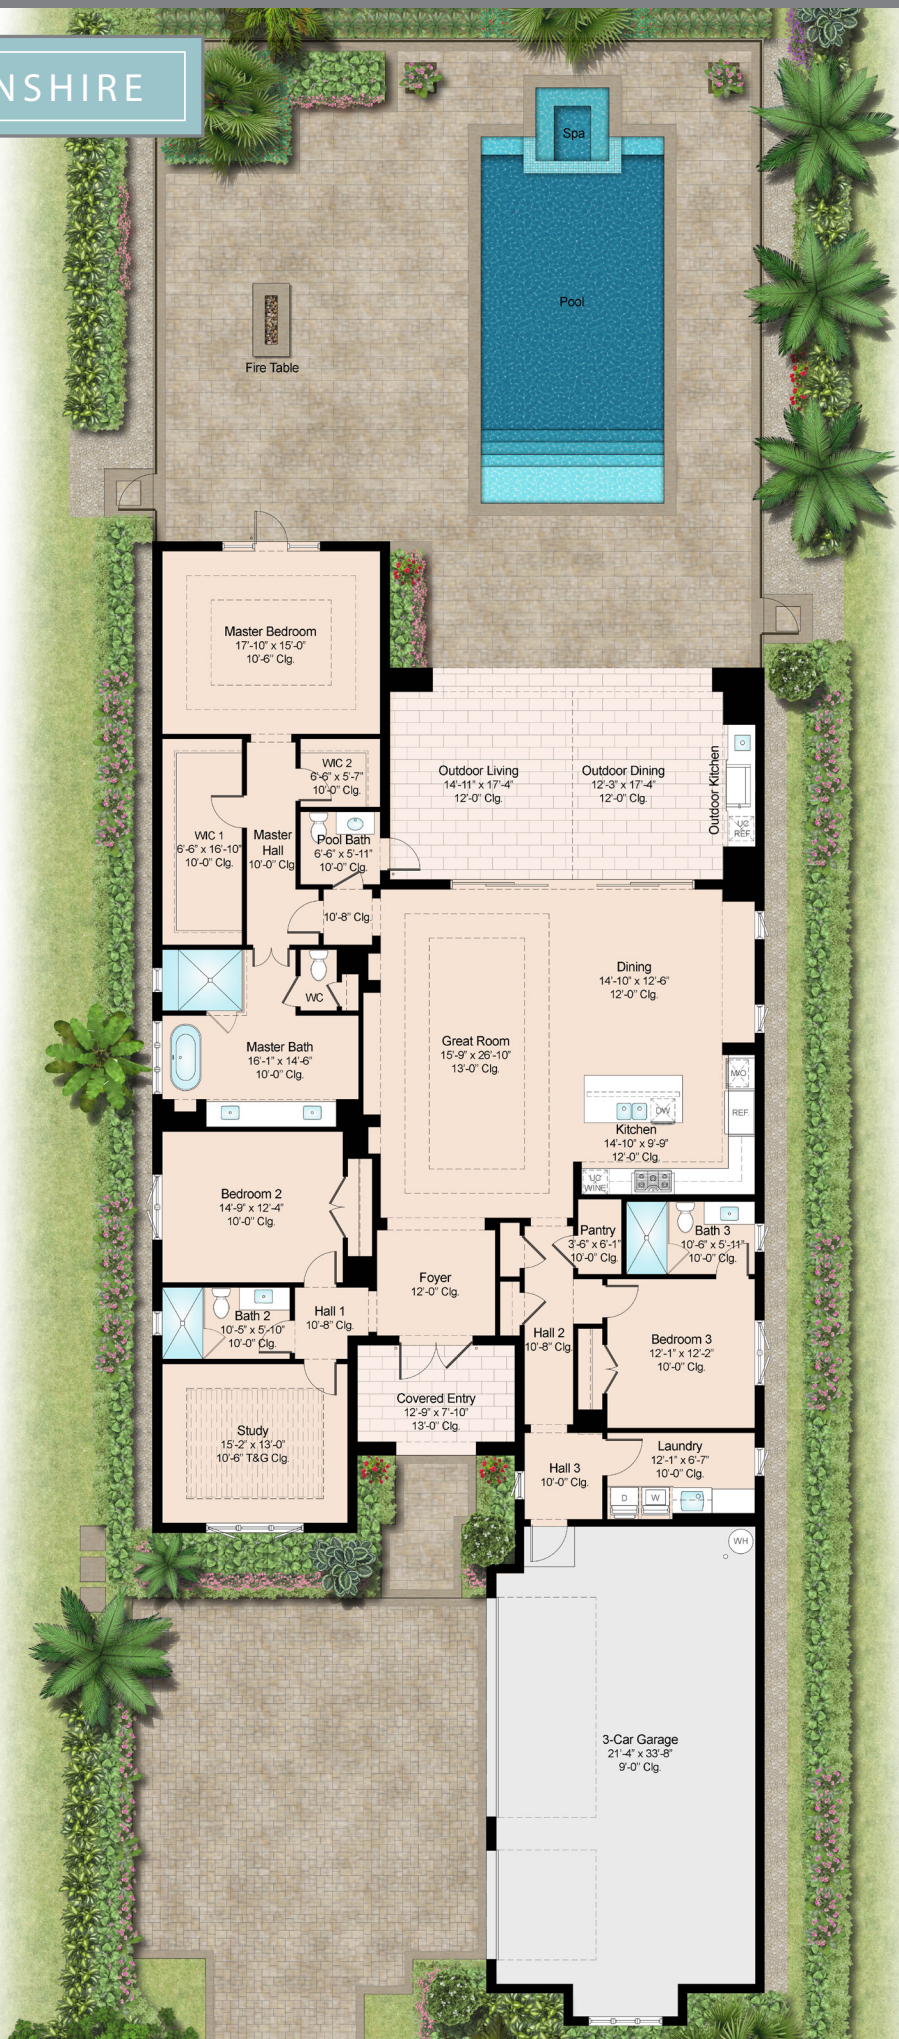 NSHIRE
Spa
Pool
Fire Table
Master Bedroom
17'-10" x 15'-0"
10'-6" Clg.
WIC 2
6'-6" x 5'-7"
10'-0" Clg.
Outdoor Living
14'-11" x 17'-4"
12'-0" Clg.
Outdoor Dining
12'-3" x 17'-4"
12'-0" Clg.
Outdoor Kitchen
UC
REF.
WIC 1
6'-6" x 16'-10"
10'-0" Clg.
Master
Hall
10'-0" Clg
Pool Bath
6'-6" x 5'-11"
10'-0" Clg.
10'-8" Clg.
WC
Dining
14'-10" x 12'-6"
12'-0" Clg.
Great Room
15'-9" x 26'-10"
13'-0" Clg.
Master Bath
16'-1" x 14'-6"
10'-0" Clg.
M/O
REF.
DW
Kitchen
14'-10" x 9'-9"
12'-0" Clg.
UC
WINE
Bedroom 2
14'-9" x 12'-4"
10'-0" Clg.
Pantry
3'-6" x 6'-1"
10'-0" Clg.
Bath 3
10'-6" x 5'-11"
10'-0" Clg.
Foyer
12'-0" Clg.
Bath 2
10'-5" x 5'-10"
10'-0" Clg.
Hall 1
10'-8" Clg.
Hall 2
10'-8" Clg.
Bedroom 3
12'-1" x 12'-2"
10'-0" Clg.
Covered Entry
12'-9" x 7'-10"
13'-0" Clg.
Study
15'-2" x 13'-0"
10'-6" T&G Clg.
Hall 3
10'-0" Clg.
Laundry
12'-1" x 6'-7"
10'-0" Clg.
D
W
WH
3-Car Garage
21'-4" x 33'-8"
9'-0" Clg.